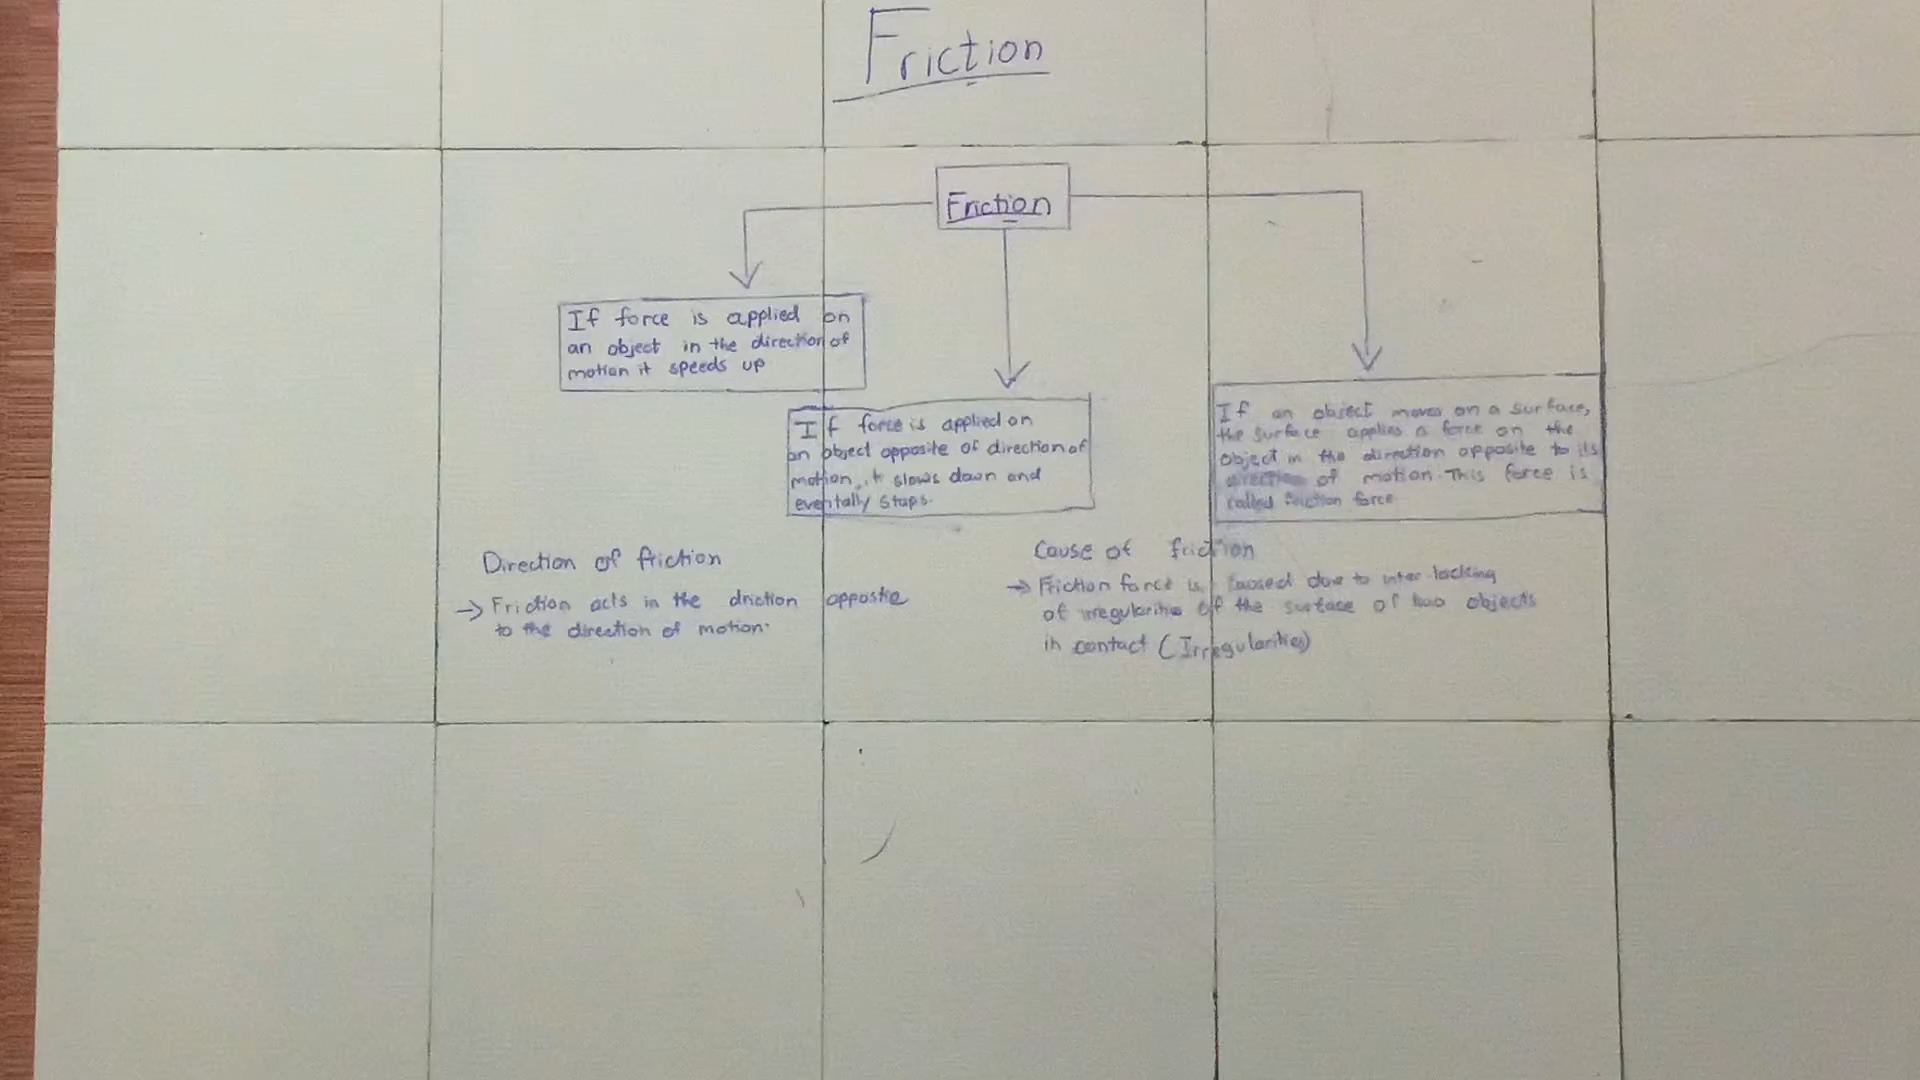 Friction
Friction
If force is applied on
an object in the direction of
motion it speeds up
If force is applied on
an object opposite of direction of
motion, it slows down and
eventally stops.
If an object moves on a surface,
the surface applies a force on the
object in the direction opposite to its
direction of motion. This force is
called friction force.
Direction of friction
→ Friction acts in the driction opposite
to the direction of motion.
Cause of friction
→ Friction force is caused due to inter-locking
of irregularities of the surface of two objects
in contact (Irregularities)